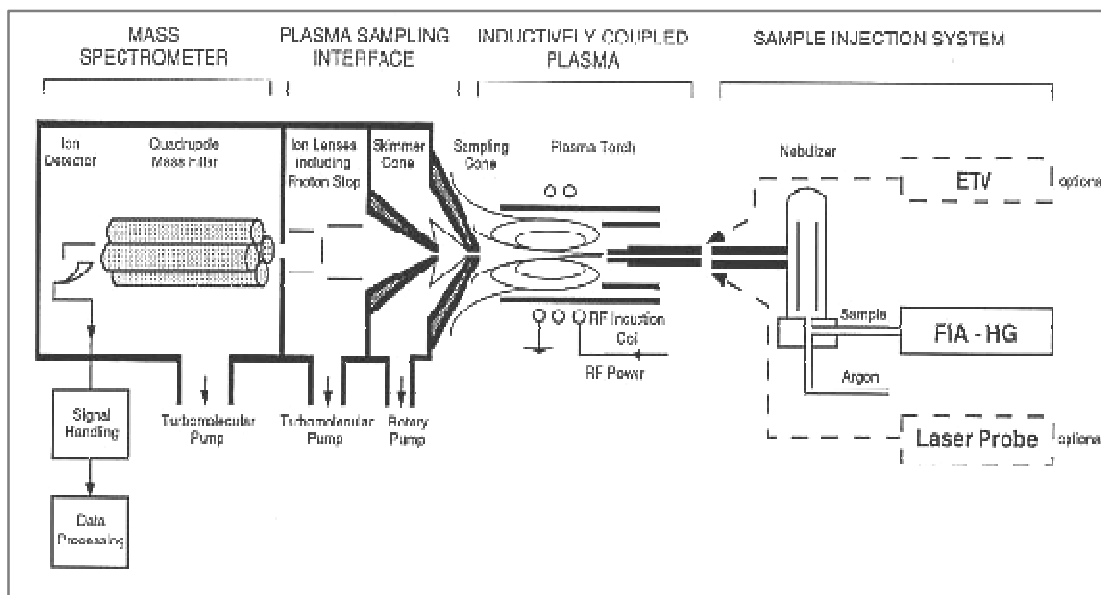 MASS
SPECTROMETER
PLASMA SAMPLING
INTERFACE
INDUCTIVELY COUPLED
PLASMA
SAMPLE INJECTION SYSTEM
Ion
Detector
Quadrupole
Mass Filter
Ion Lenses
including
Photon Stop
Skimmer
Cone
Sampling
Cone
Plasma Torch
Nebulizer
ETV
optional
Sample
FIA - HG
Argon
RF Induction
Coil
RF Power
Laser Probe
optional
Turbomolecular
Pump
Turbomolecular
Pump
Rotary
Pump
Signal
Handling
Data
Processing